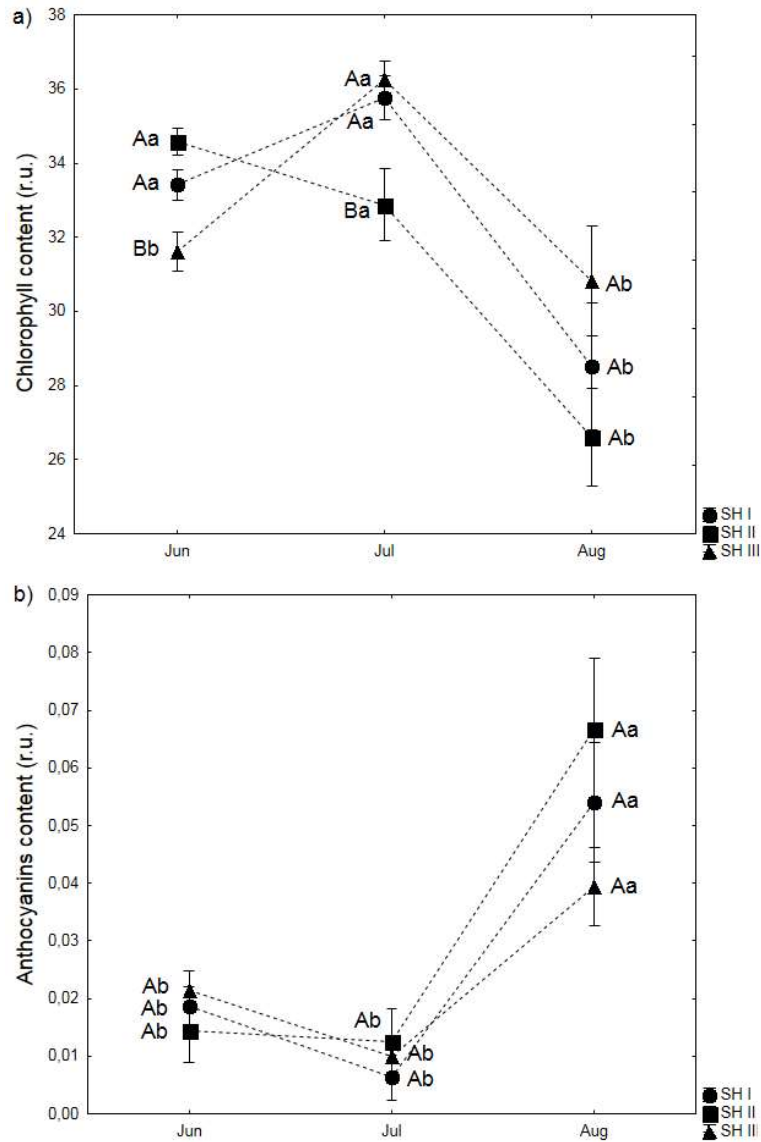 a)
Chlorophyll content (r.u.)
38
36
34
32
30
28
26
24
Aa
Aa
Bb
Aa
Aa
Ba
Ab
Ab
Ab
Jun Jul Aug
SH I
SH II
SH III
b)
Anthocyanins content (r.u.)
0,09
0,08
0,07
0,06
0,05
0,04
0,03
0,02
0,01
0,00
Ab
Ab
Ab
Ab
Ab
Ab
Aa
Aa
Aa
Jun Jul Aug
SH I
SH II
SH III